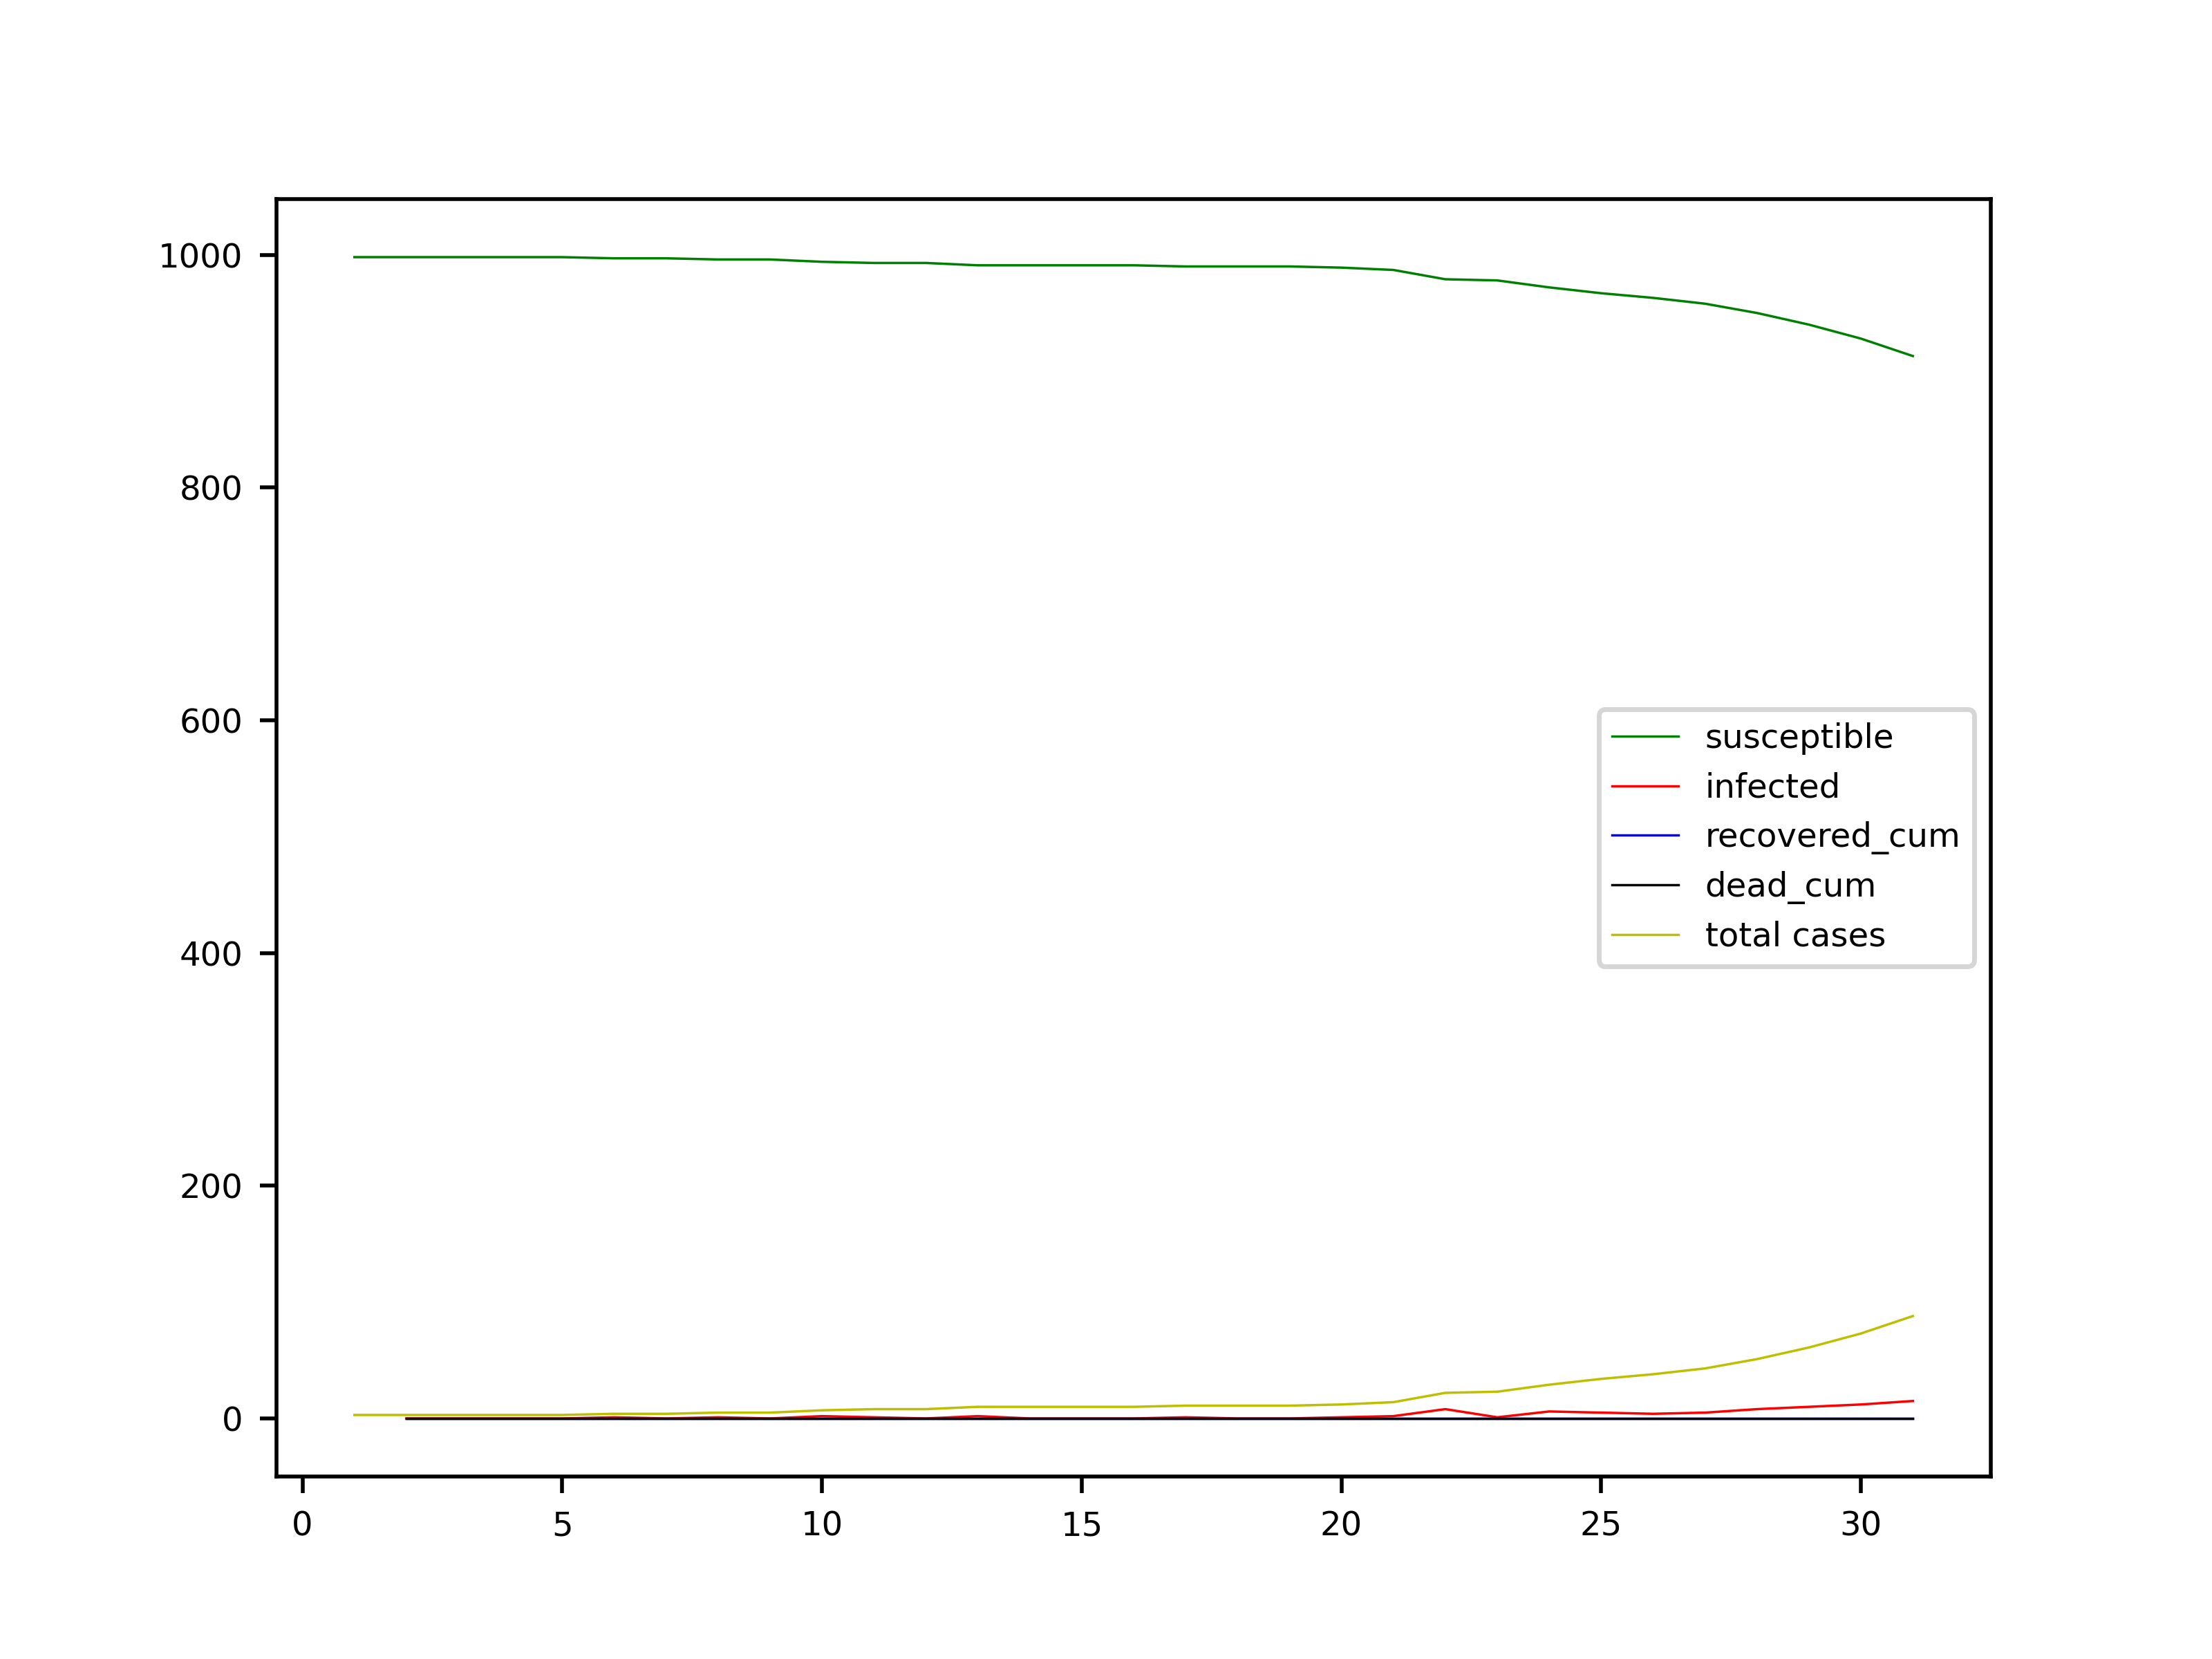 1000
800
600
400
200
0
susceptible
infected
recovered_cum
dead_cum
total cases
0 5 10 15 20 25 30